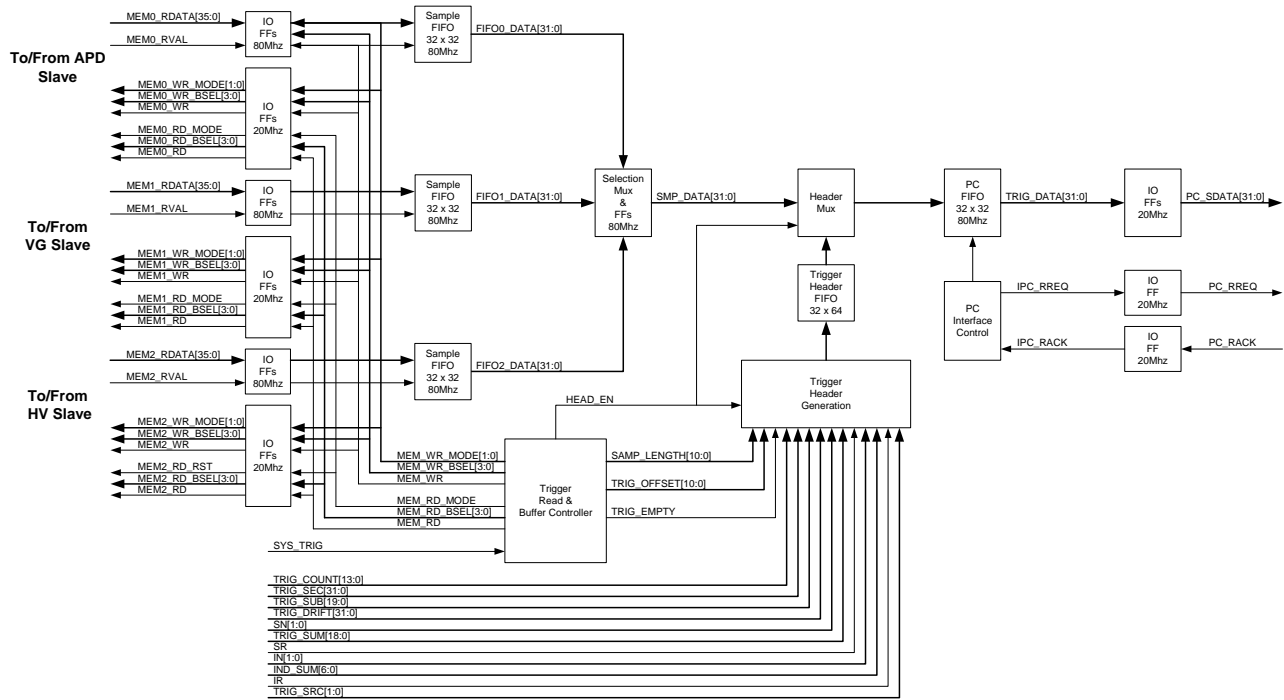 To/From APD
Slave
MEM0_RDATA[35:0]
MEM0_RVAL
IO
FFs
80Mhz
Sample
FIFO
32 x 32
80Mhz
FIFO0_DATA[31:0]
MEM0_WR_MODE[1:0]
MEM0_WR_BSEL[3:0]
MEM0_WR
MEM0_RD_MODE
MEM0_RD_BSEL[3:0]
MEM0_RD
IO
FFs
20Mhz
To/From
VG Slave
MEM1_RDATA[35:0]
MEM1_RVAL
IO
FFs
80Mhz
Sample
FIFO
32 x 32
80Mhz
FIFO1_DATA[31:0]
MEM1_WR_MODE[1:0]
MEM1_WR_BSEL[3:0]
MEM1_WR
MEM1_RD_MODE
MEM1_RD_BSEL[3:0]
MEM1_RD
IO
FFs
20Mhz
To/From
HV Slave
MEM2_RDATA[35:0]
MEM2_RVAL
IO
FFs
80Mhz
Sample
FIFO
32 x 32
80Mhz
FIFO2_DATA[31:0]
MEM2_WR_MODE[1:0]
MEM2_WR_BSEL[3:0]
MEM2_WR
MEM2_RD_RST
MEM2_RD_BSEL[3:0]
MEM2_RD
IO
FFs
20Mhz
Selection
Mux
&
FFs
80Mhz
SMP_DATA[31:0]
Header
Mux
PC
FIFO
32 x 32
80Mhz
TRIG_DATA[31:0]
IO
FFs
20Mhz
PC_SDATA[31:0]
Trigger
Header
FIFO
32 x 64
PC
Interface
Control
IPC_RREQ
IO
FF
20Mhz
PC_RREQ
IPC_RACK
IO
FF
20Mhz
PC_RACK
Trigger
Header
Generation
HEAD_EN
MEM_WR_MODE[1:0]
MEM_WR_BSEL[3:0]
MEM_WR
MEM_RD_MODE
MEM_RD_BSEL[3:0]
MEM_RD
Trigger
Read &
Buffer Controller
SAMP_LENGTH[10:0]
TRIG_OFFSET[10:0]
TRIG_EMPTY
SYS_TRIG
TRIG_COUNT[13:0]
TRIG_SEC[31:0]
TRIG_SUB[19:0]
TRIG_DRIFT[31:0]
SN[1:0]
TRIG_SUM[18:0]
SR
IN[1:0]
IND_SUM[6:0]
IR
TRIG_SRC[1:0]